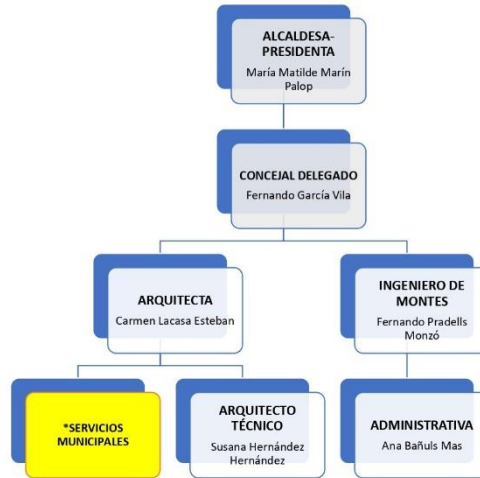 ALCALDESA-
PRESIDENTA
María Matilde Marín
Palop
CONCEJAL DELEGADO
Fernando García Vila
ARQUITECTA
Carmen Lacasa Esteban
INGENIERO DE
MONTES
Fernando Pradells
Monzó
*SERVICIOS
MUNICIPALES
ARQUITECTO
TÉCNICO
Susana Hernández
Hernández
ADMINISTRATIVA
Ana Bañuls Mas